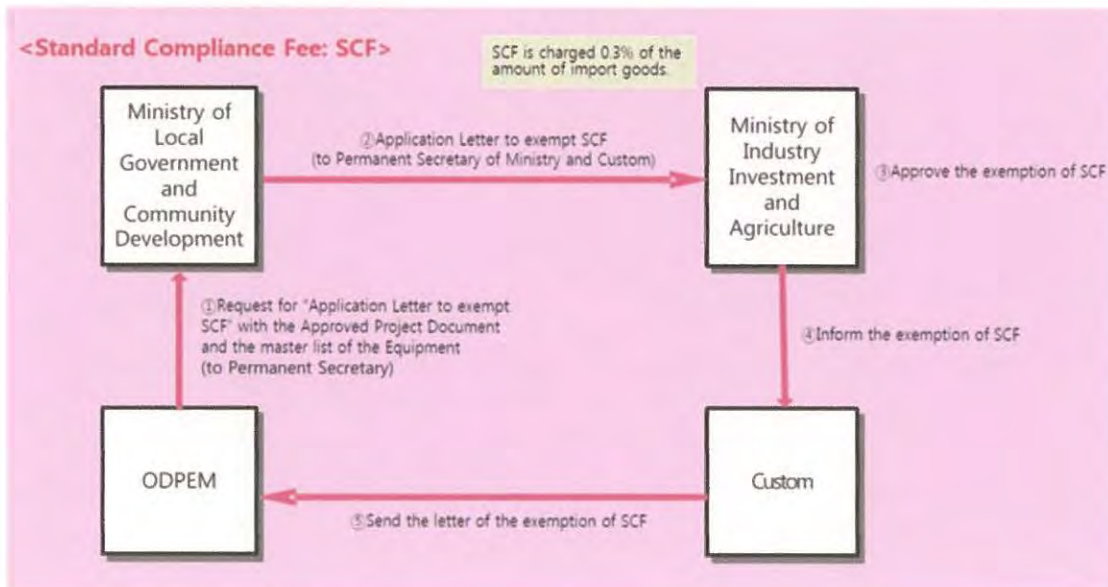 <Standard Compliance Fee: SCF>
SCF is charged 0.3% of the
amount of import goods.
Ministry of
Local
Government
and
Community
Development
②Application Letter to exempt SCF
(to Permanent Secretary of Ministry and Custom)
Ministry of
Industry
Investment
and
Agriculture
③Approve the exemption of SCF
①Request for "Application Letter to exempt
SCF" with the Approved Project Document
and the master list of the Equipment
(to Permanent Secretary)
④Inform the exemption of SCF
ODPEM
Custom
⑤Send the letter of the exemption of SCF